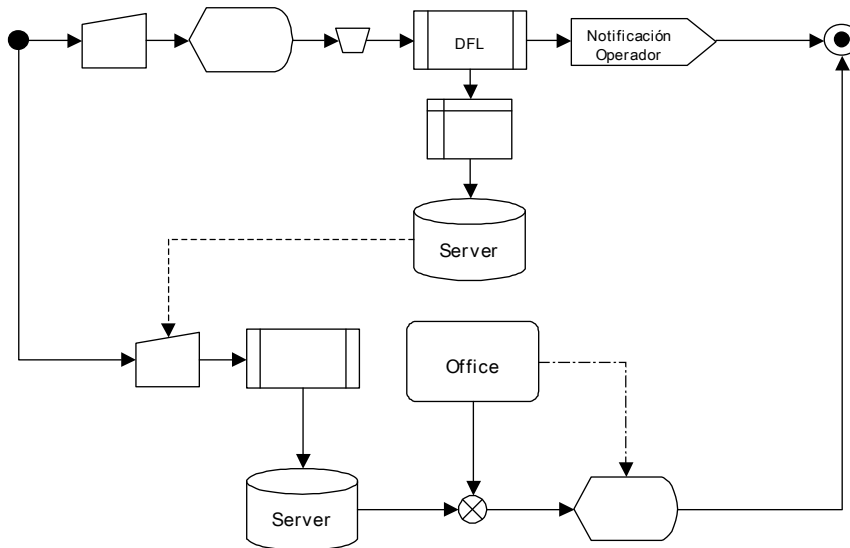 DFL
Notificación
Operador
Server
Office
Server